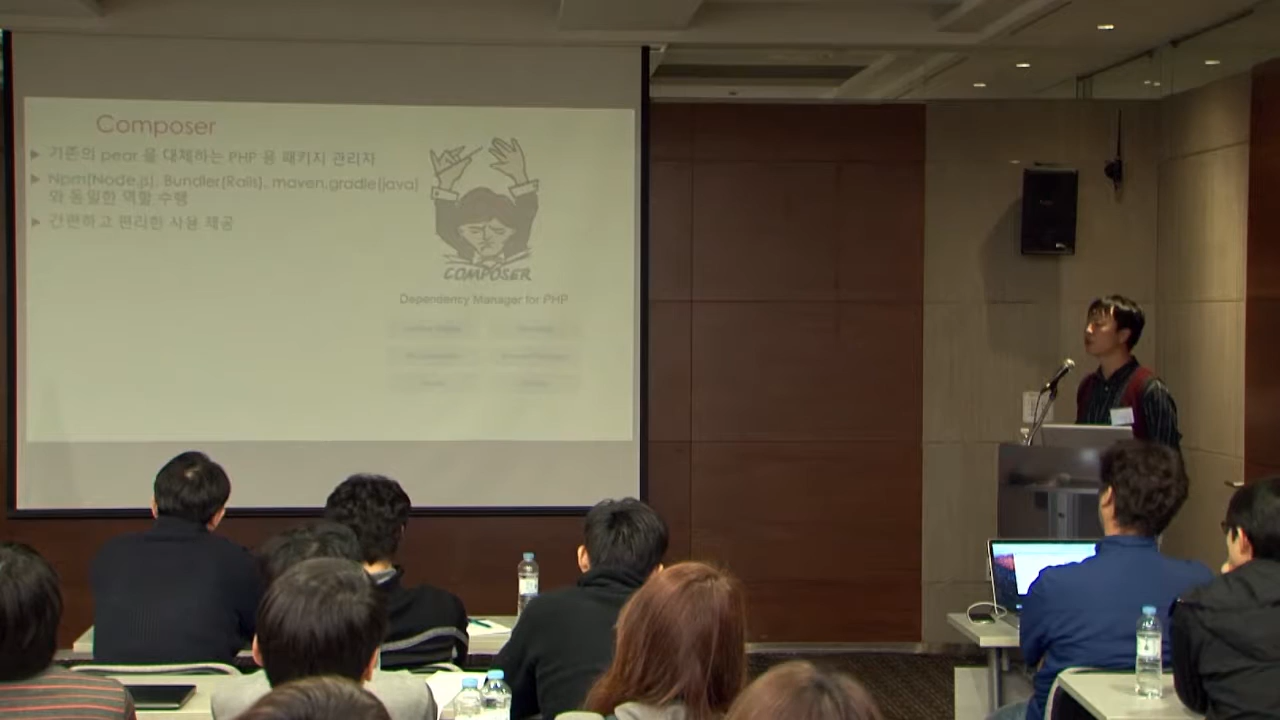 Composer
기존의 pear 을 대체하는 PHP 용 패키지 관리자
Npm(Node.js), Bundler(Rails), maven,gradle(java)
와 동일한 역할 수행
간편하고 편리한 사용 제공
COMPOSER
Dependency Manager for PHP